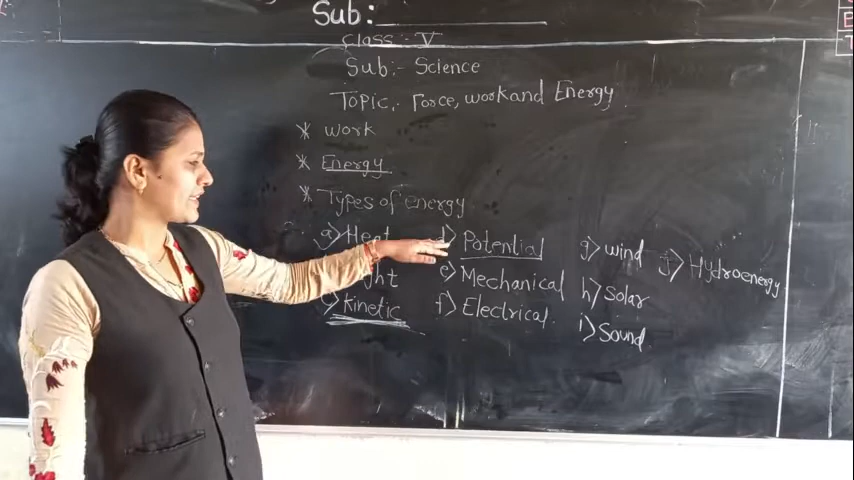 Sub:
Class :- V
Sub:- Science
Topic:- Force, work and Energy
* work
* Energy
* Types of energy
a) Heat
c) Kinetic
d) Potential
e) Mechanical
f) Electrical
g) wind
h) Solar
i) Sound
j) Hydroenergy